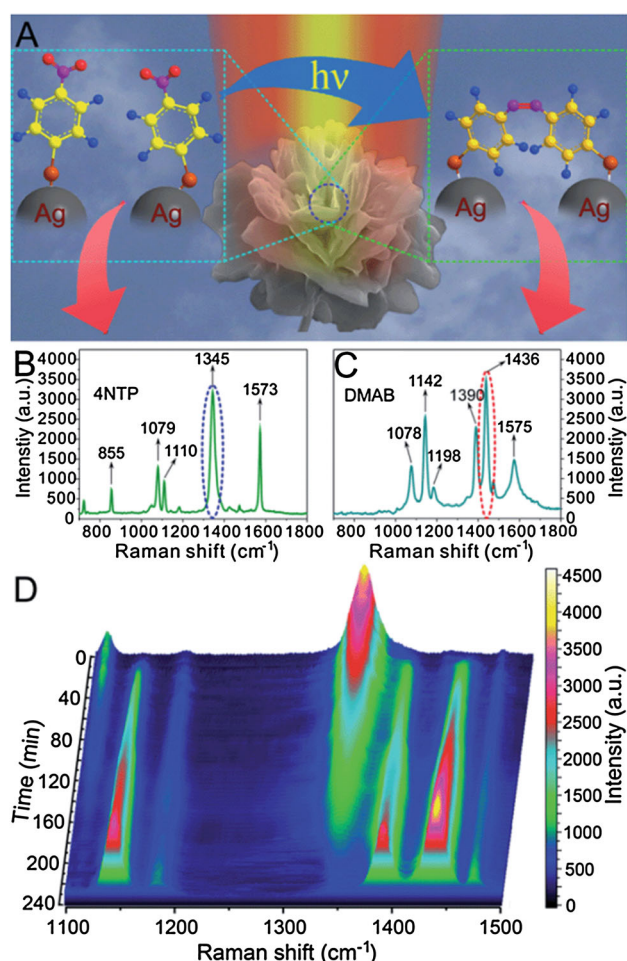 A
hν
Ag
Ag
Ag
Ag
B
4NTP
1345
1573
1079
1110
855
4000
3500
3000
2500
2000
1500
1000
500
0
Intenstiy (a.u.)
800 1000 1200 1400 1600 1800
Raman shift (cm-1)
C
DMAB
1436
1390
1142
1078
1198
1575
4000
3500
3000
2500
2000
1500
1000
500
0
Intenstiy (a.u.)
800 1000 1200 1400 1600 1800
Raman shift (cm-1)
D
0
40
80
120
160
200
240
Time (min)
1100 1200 1300 1400 1500
Raman shift (cm-1)
4500
4000
3500
3000
2500
2000
1500
1000
500
0
Intensity (a.u.)